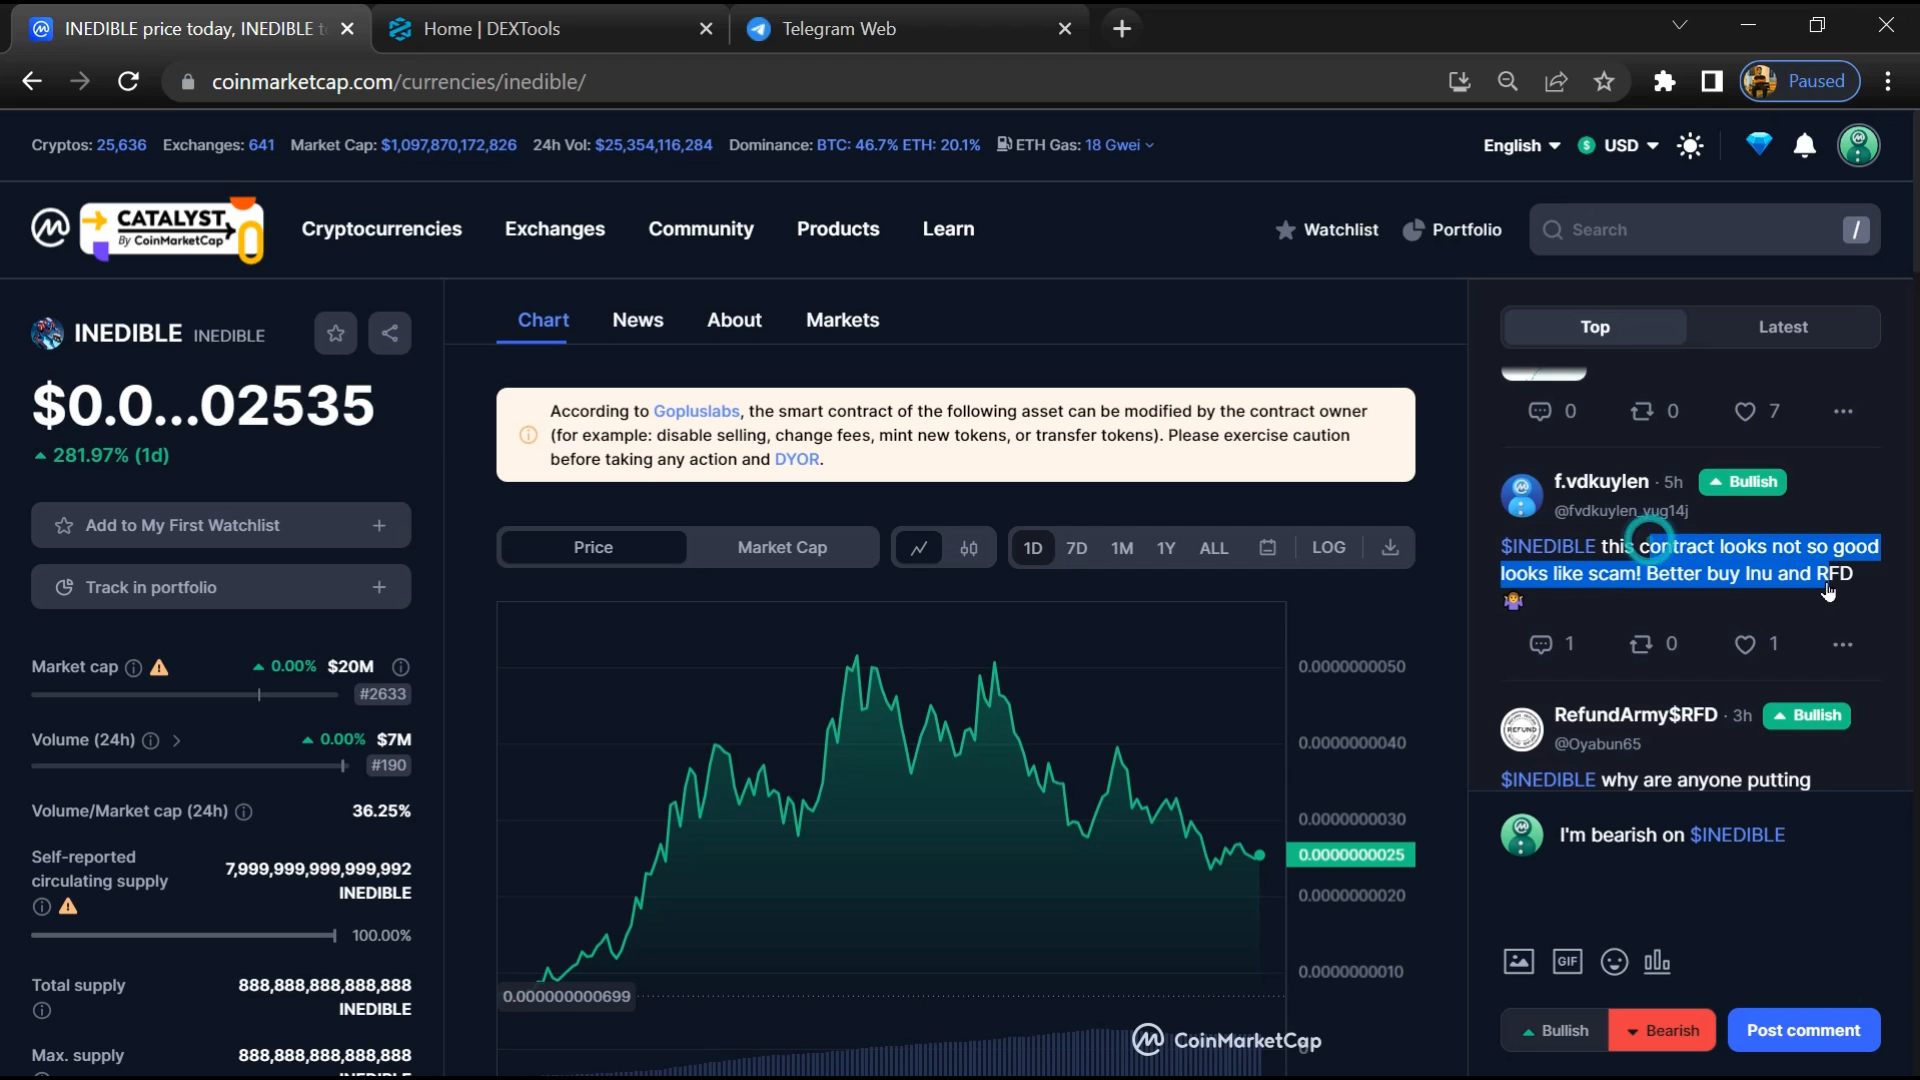 INEDIBLE price today, INEDIBLE t
Home | DEXTools
Telegram Web
coinmarketcap.com/currencies/inedible/
Paused
Cryptos: 25,636 Exchanges: 641 Market Cap: $1,097,870,172,826 24h Vol: $25,354,116,284 Dominance: BTC: 46.7% ETH: 20.1% ETH Gas: 18 Gwei
English USD
CATALYST
By CoinMarketCap
Cryptocurrencies Exchanges Community Products Learn
Watchlist Portfolio Search /
INEDIBLE INEDIBLE
$0.0...02535
281.97% (1d)
Add to My First Watchlist +
Track in portfolio +
Market cap 0.00% $20M
#2633
Volume (24h) 0.00% $7M
#190
Volume/Market cap (24h) 36.25%
Self-reported
circulating supply
7,999,999,999,999,992
INEDIBLE
100.00%
Total supply 888,888,888,888,888
INEDIBLE
Max. supply 888,888,888,888,888
Chart News About Markets
According to Gopluslabs, the smart contract of the following asset can be modified by the contract owner
(for example: disable selling, change fees, mint new tokens, or transfer tokens). Please exercise caution
before taking any action and DYOR.
Price Market Cap 1D 7D 1M 1Y ALL LOG
0.0000000050
0.0000000040
0.0000000030
0.0000000025
0.0000000020
0.0000000010
0.000000000699
CoinMarketCap
Top Latest
0 0 7
f.vdkuylen · 5h Bullish
@fvdkuylen_yug14j
$INEDIBLE this contract looks not so good
looks like scam! Better buy Inu and RFD
🤷
1 0 1
REFUND
RefundArmy$RFD · 3h Bullish
@Oyabun65
$INEDIBLE why are anyone putting
I'm bearish on $INEDIBLE
GIF
Bullish Bearish Post comment